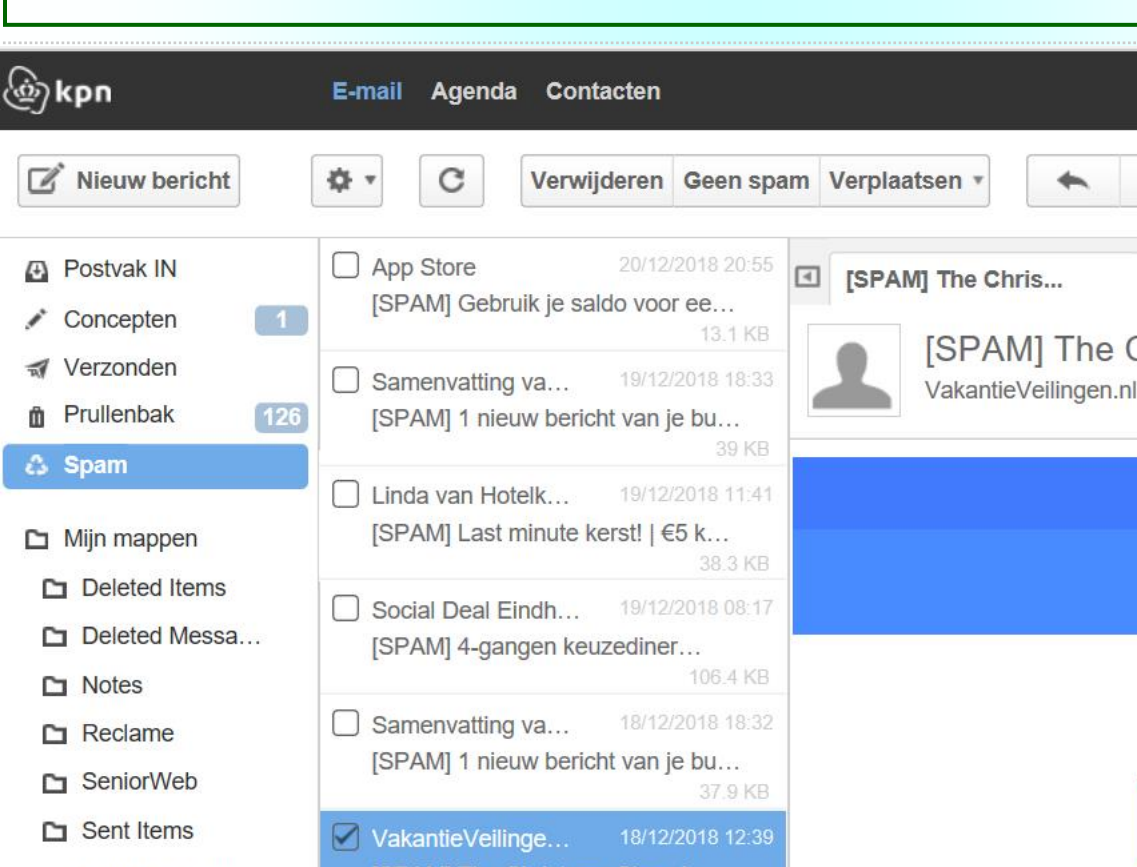 kpn
E-mail Agenda Contacten
Nieuw bericht
Verwijderen Geen spam Verplaatsen
Postvak IN
Concepten 1
Verzonden
Prullenbak 126
Spam
Mijn mappen
Deleted Items
Deleted Messa...
Notes
Reclame
SeniorWeb
Sent Items
App Store 20/12/2018 20:55
[SPAM] Gebruik je saldo voor ee...
13.1 KB
Samenvatting va... 19/12/2018 18:33
[SPAM] 1 nieuw bericht van je bu...
39 KB
Linda van Hotelk... 19/12/2018 11:41
[SPAM] Last minute kerst! | €5 k...
38.3 KB
Social Deal Eindh... 19/12/2018 08:17
[SPAM] 4-gangen keuzediner...
106.4 KB
Samenvatting va... 18/12/2018 18:32
[SPAM] 1 nieuw bericht van je bu...
37.9 KB
VakantieVeilinge... 18/12/2018 12:39
[SPAM] The Chris...
[SPAM] The
VakantieVeilingen.nl